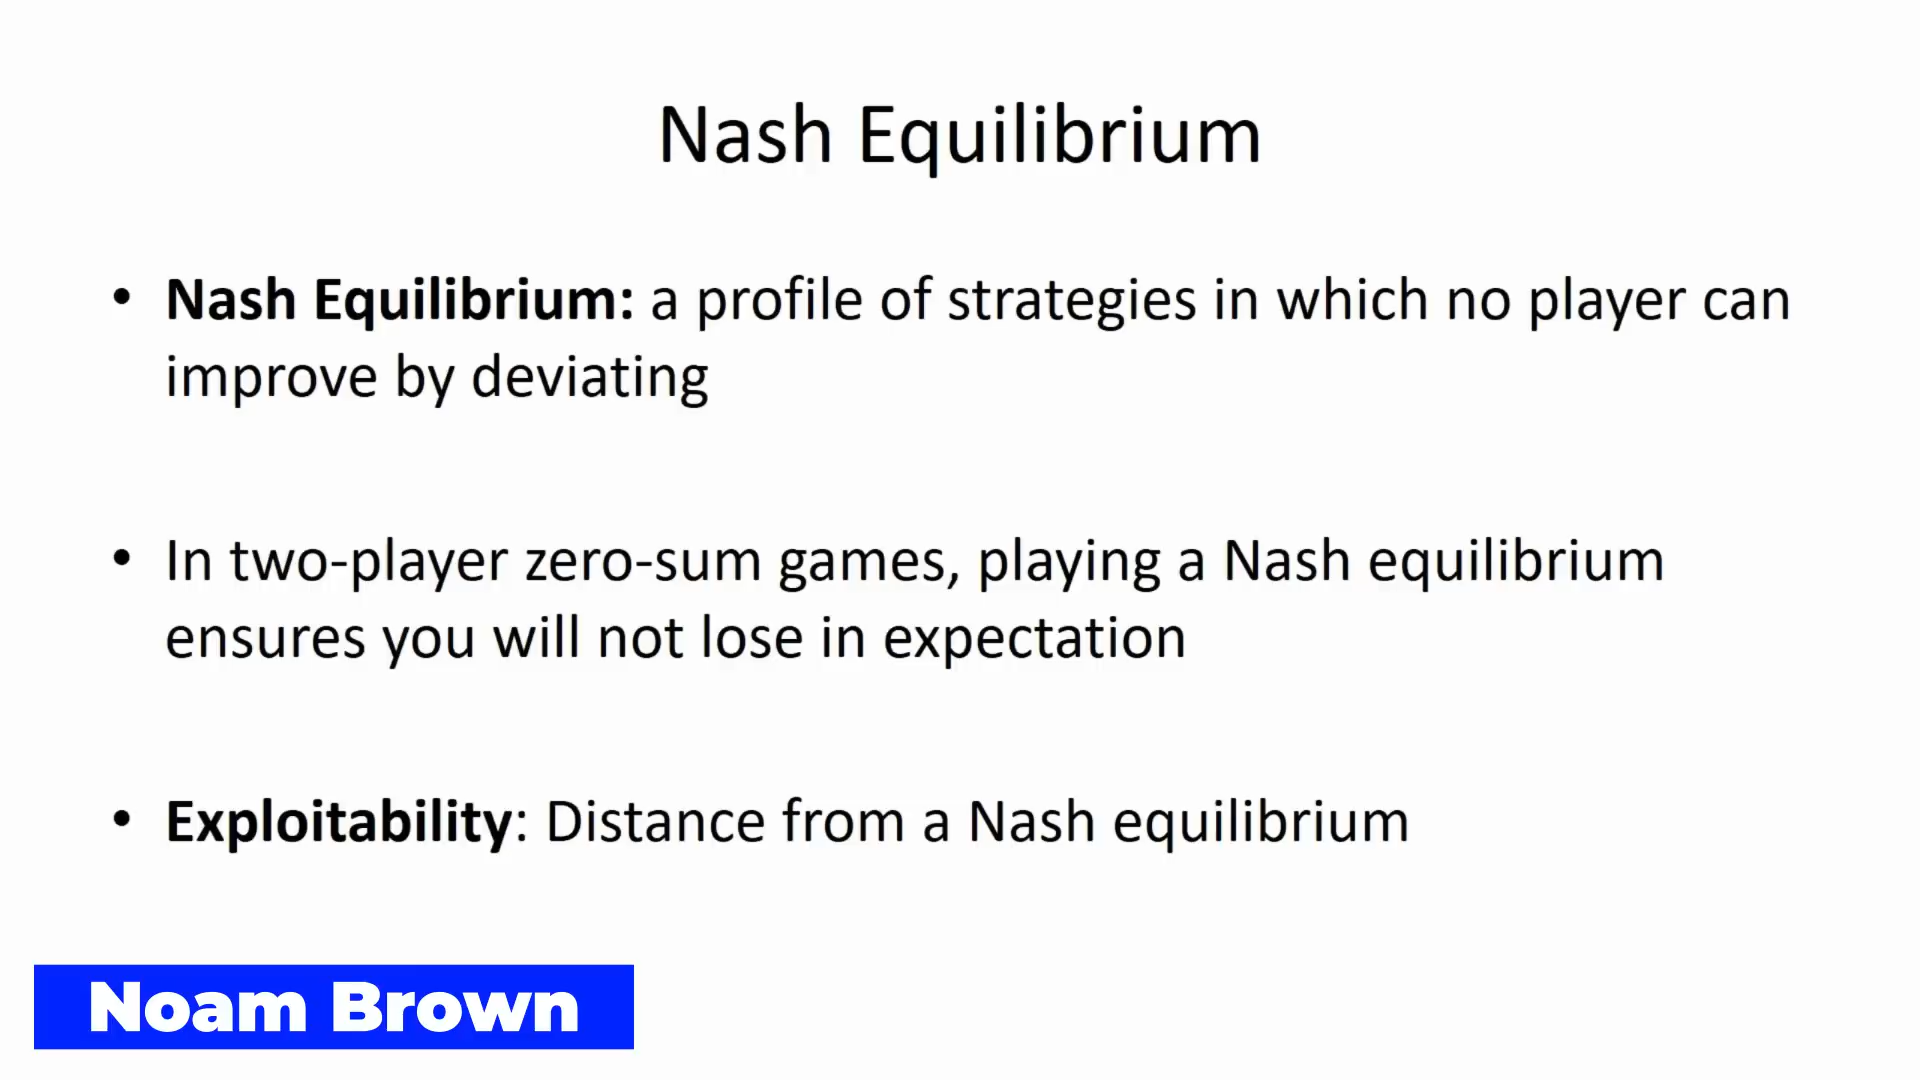 Nash Equilibrium
• Nash Equilibrium: a profile of strategies in which no player can
improve by deviating
• In two-player zero-sum games, playing a Nash equilibrium
ensures you will not lose in expectation
• Exploitability: Distance from a Nash equilibrium
Noam Brown